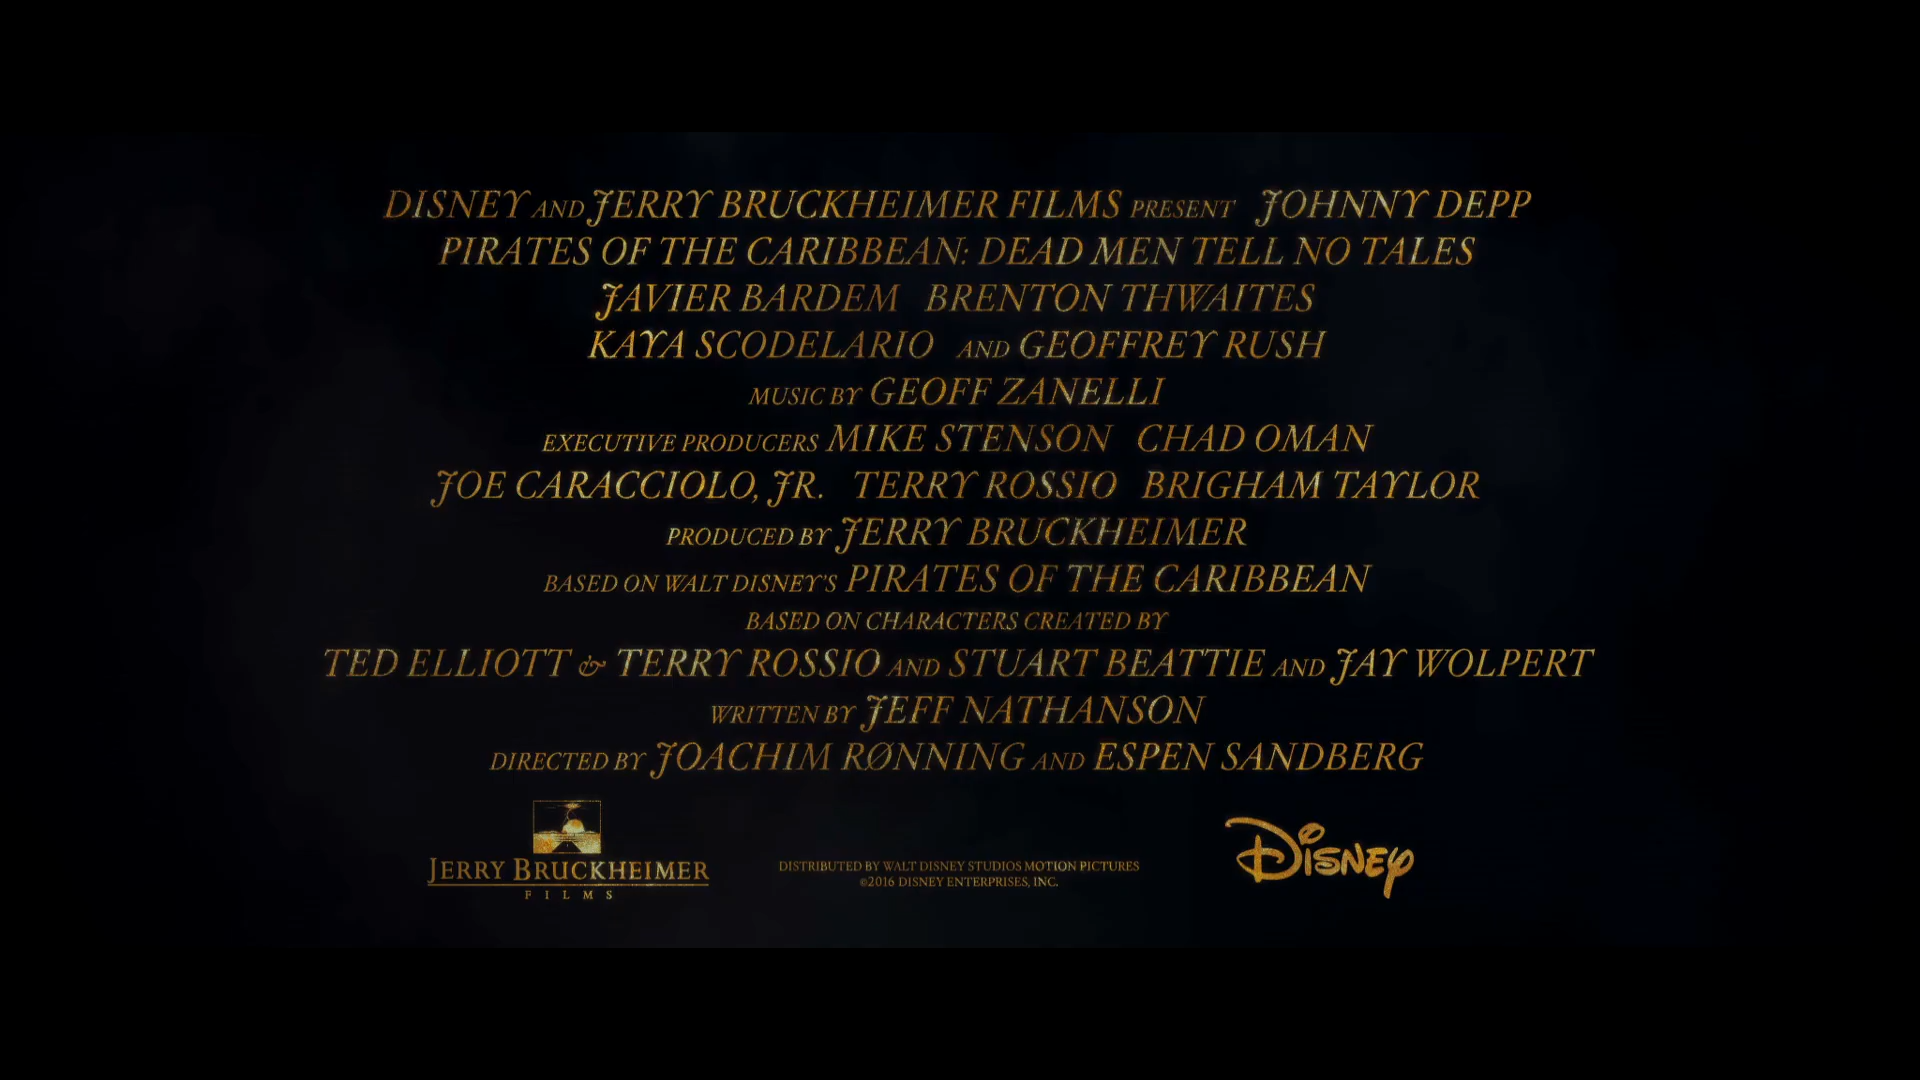 DISNEY AND JERRY BRUCKHEIMER FILMS PRESENT JOHNNY DEPP
PIRATES OF THE CARIBBEAN: DEAD MEN TELL NO TALES
JAVIER BARDEM BRENTON THWAITES
KAYA SCODELARIO AND GEOFFREY RUSH
MUSIC BY GEOFF ZANELLI
EXECUTIVE PRODUCERS MIKE STENSON CHAD OMAN
JOE CARACCIOLO, JR. TERRY ROSSIO BRIGHAM TAYLOR
PRODUCED BY JERRY BRUCKHEIMER
BASED ON WALT DISNEY'S PIRATES OF THE CARIBBEAN
BASED ON CHARACTERS CREATED BY
TED ELLIOTT & TERRY ROSSIO AND STUART BEATTIE AND JAY WOLPERT
WRITTEN BY JEFF NATHANSON
DIRECTED BY JOACHIM RØNNING AND ESPEN SANDBERG
JERRY BRUCKHEIMER
FILMS
DISTRIBUTED BY WALT DISNEY STUDIOS MOTION PICTURES
©2016 DISNEY ENTERPRISES, INC.
Disney